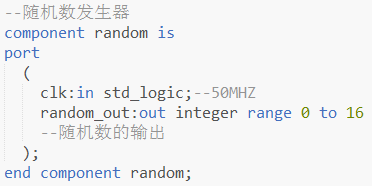 --随机数发生器
component random is
port
(
clk:in std_logic;--50MHZ
random_out:out integer range 0 to 16
--随机数的输出
);
end component random;